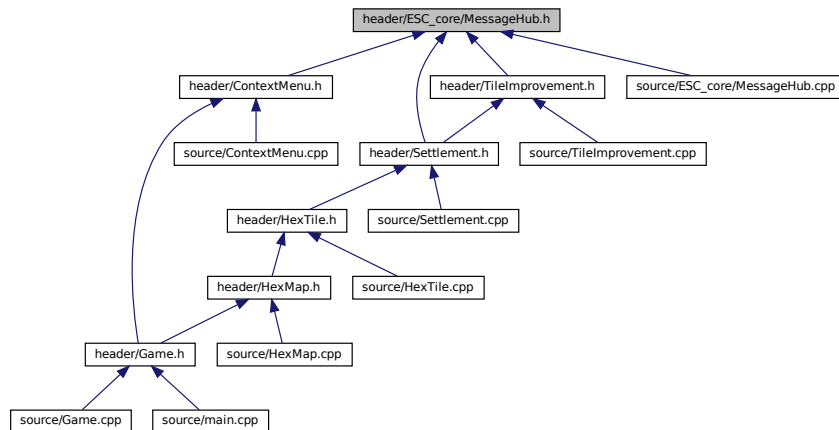 header/ESC_core/MessageHub.h
header/ContextMenu.h
header/TileImprovement.h
source/ESC_core/MessageHub.cpp
source/ContextMenu.cpp
header/Settlement.h
source/TileImprovement.cpp
header/HexTile.h
source/Settlement.cpp
header/HexMap.h
source/HexTile.cpp
header/Game.h
source/HexMap.cpp
source/Game.cpp
source/main.cpp